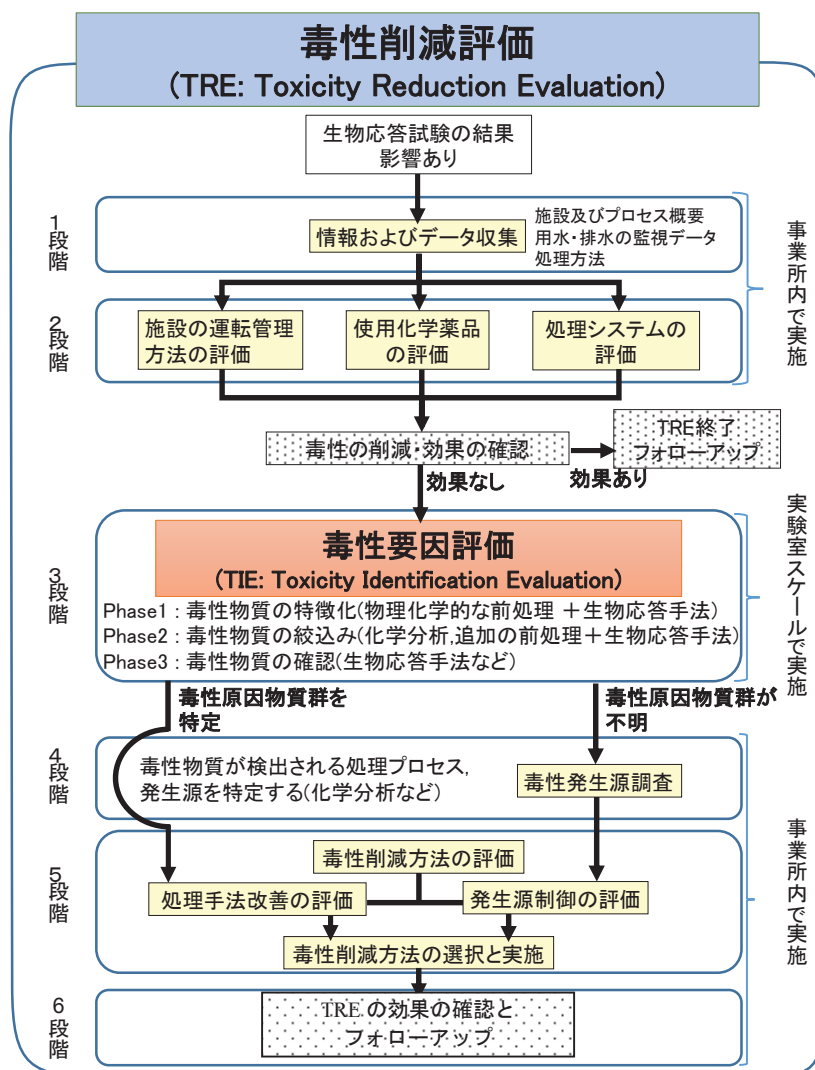 毒性削減評価
(TRE: Toxicity Reduction Evaluation)
生物応答試験の結果
影響あり
1段階
情報およびデータ収集
施設及びプロセス概要
用水・排水の監視データ
処理方法
事業所内で実施
2段階
施設の運転管理
方法の評価
使用化学薬品
の評価
処理システムの
評価
毒性の削減・効果の確認
TRE終了
フォローアップ
効果なし
効果あり
3段階
毒性要因評価
(TIE: Toxicity Identification Evaluation)
Phase1：毒性物質の特徴化(物理化学的な前処理 ＋生物応答手法)
Phase2：毒性物質の絞込み(化学分析,追加の前処理＋生物応答手法)
Phase3：毒性物質の確認(生物応答手法など)
実験室スケールで実施
毒性原因物質群を
特定
毒性原因物質群が
不明
4段階
毒性物質が検出される処理プロセス,
発生源を特定する(化学分析など)
毒性発生源調査
事業所内で実施
5段階
毒性削減方法の評価
処理手法改善の評価
発生源制御の評価
毒性削減方法の選択と実施
6段階
TRE の効果の確認と
フォローアップ